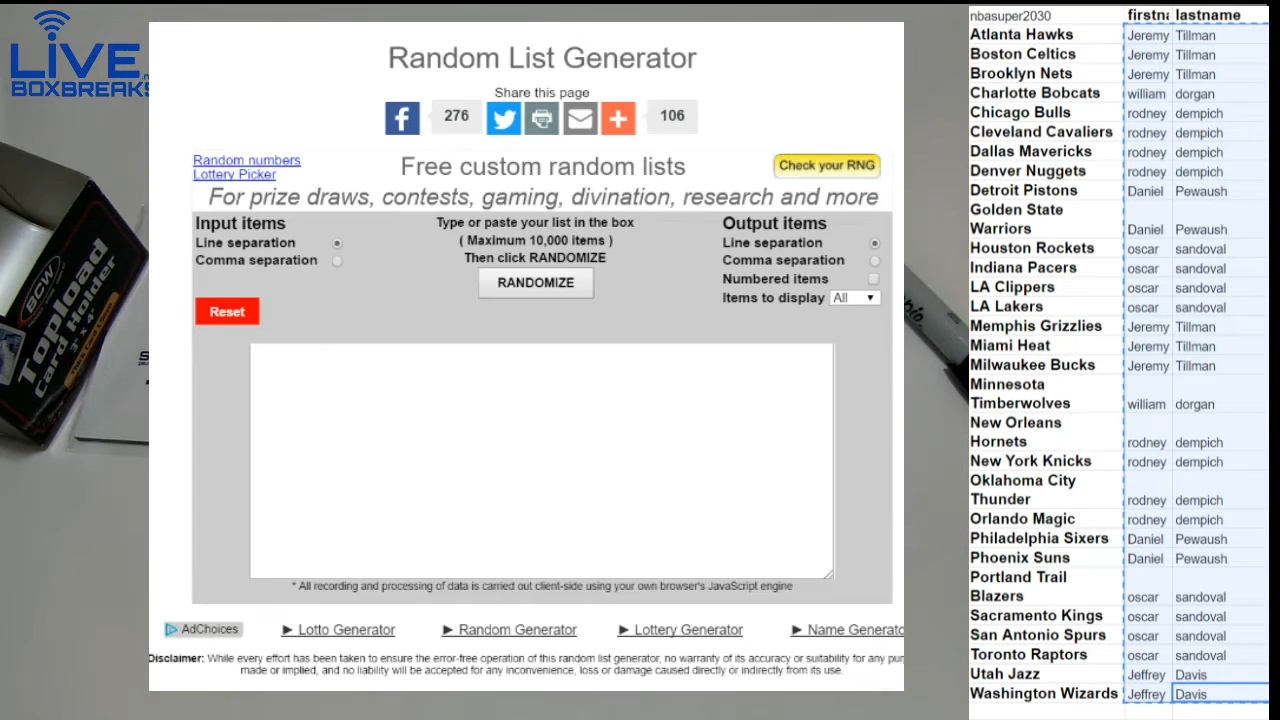 LIVE
BOXBREAKS
BCW
Topload
Card Holder
3" x 4"
Random List Generator
Share this page
276
106
Random numbers
Lottery Picker
Free custom random lists
Check your RNG
For prize draws, contests, gaming, divination, research and more
Input items
Type or paste your list in the box
Output items
Line separation
( Maximum 10,000 items )
Line separation
Comma separation
Then click RANDOMIZE
Comma separation
RANDOMIZE
Numbered items
Items to display All
Reset
* All recording and processing of data is carried out client-side using your own browser's JavaScript engine
AdChoices
► Lotto Generator
► Random Generator
► Lottery Generator
► Name Generato
Disclaimer: While every effort has been taken to ensure the error-free operation of this random list generator, no warranty of its accuracy or suitability for any pur
made or implied, and no liability will be accepted for any inconvenience, loss or damage caused directly or indirectly from its use.
nbasuper2030 firstna lastname
Atlanta Hawks Jeremy Tillman
Boston Celtics Jeremy Tillman
Brooklyn Nets Jeremy Tillman
Charlotte Bobcats william dorgan
Chicago Bulls rodney dempich
Cleveland Cavaliers rodney dempich
Dallas Mavericks rodney dempich
Denver Nuggets rodney dempich
Detroit Pistons Daniel Pewaush
Golden State
Warriors Daniel Pewaush
Houston Rockets oscar sandoval
Indiana Pacers oscar sandoval
LA Clippers oscar sandoval
LA Lakers oscar sandoval
Memphis Grizzlies Jeremy Tillman
Miami Heat Jeremy Tillman
Milwaukee Bucks Jeremy Tillman
Minnesota
Timberwolves william dorgan
New Orleans
Hornets rodney dempich
New York Knicks rodney dempich
Oklahoma City
Thunder rodney dempich
Orlando Magic rodney dempich
Philadelphia Sixers Daniel Pewaush
Phoenix Suns Daniel Pewaush
Portland Trail
Blazers oscar sandoval
Sacramento Kings oscar sandoval
San Antonio Spurs oscar sandoval
Toronto Raptors oscar sandoval
Utah Jazz Jeffrey Davis
Washington Wizards Jeffrey Davis